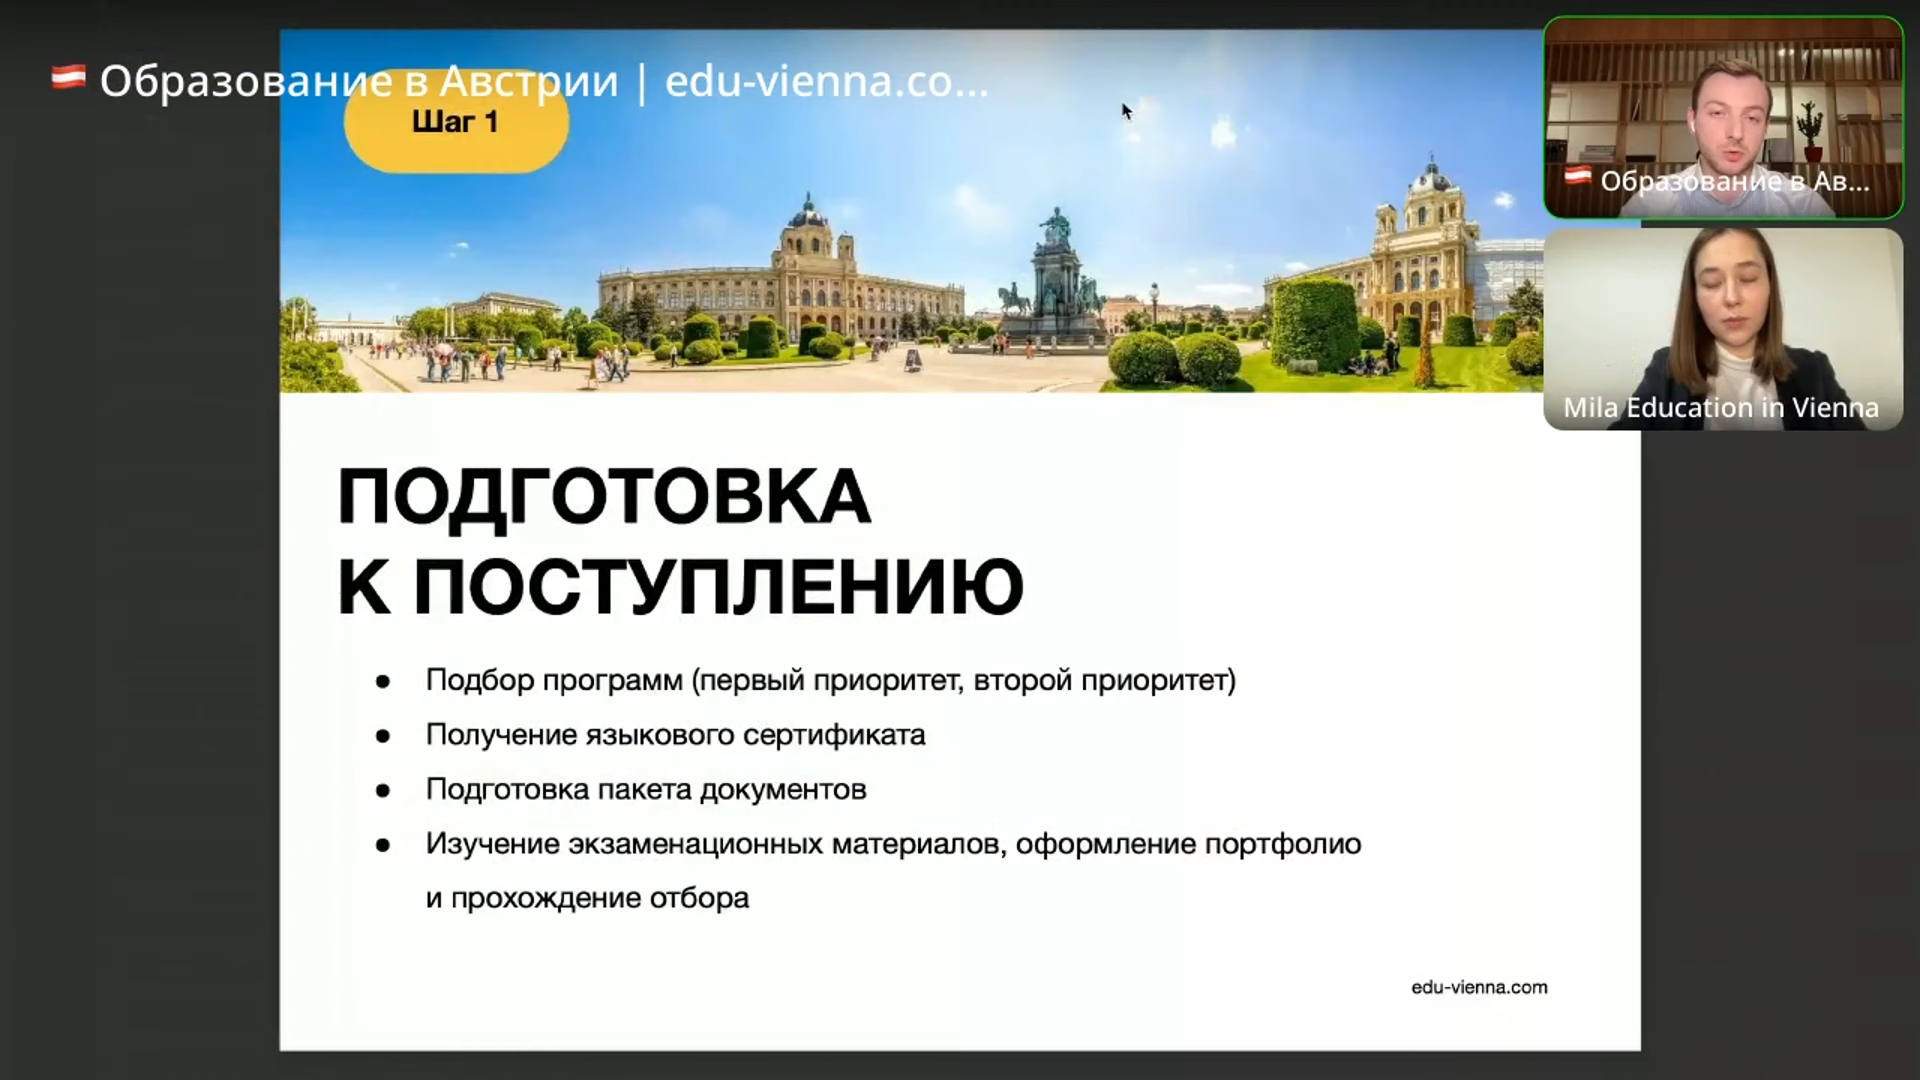 Образование в Австрии | edu-vienna.co...
Шаг 1
Образование в Ав...
Mila Education in Vienna
ПОДГОТОВКА
К ПОСТУПЛЕНИЮ
● Подбор программ (первый приоритет, второй приоритет)
● Получение языкового сертификата
● Подготовка пакета документов
● Изучение экзаменационных материалов, оформление портфолио
и прохождение отбора
edu-vienna.com